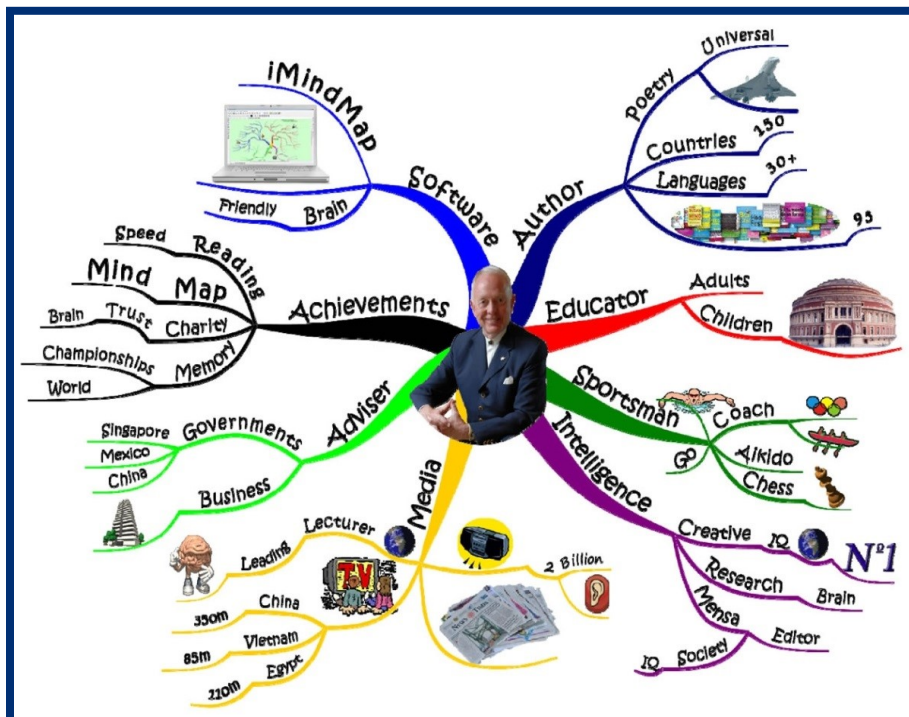 iMindMap
Software
Friendly
Brain
Author
Poetry
Universal
Countries
150
Languages
30+
95
Educator
Adults
Children
Sportsman
Coach
Aikido
Chess
Go
Intelligence
Creative
IQ
Nº1
Research
Brain
Mensa
Editor
Society
IQ
Media
2 Billion
Lecturer
Leading
TV
China
350m
Vietnam
85m
Egypt
Adviser
Governments
Singapore
Mexico
China
Business
Achievements
Reading
Speed
Map
Mind
Charity
Trust
Brain
Memory
Championships
World